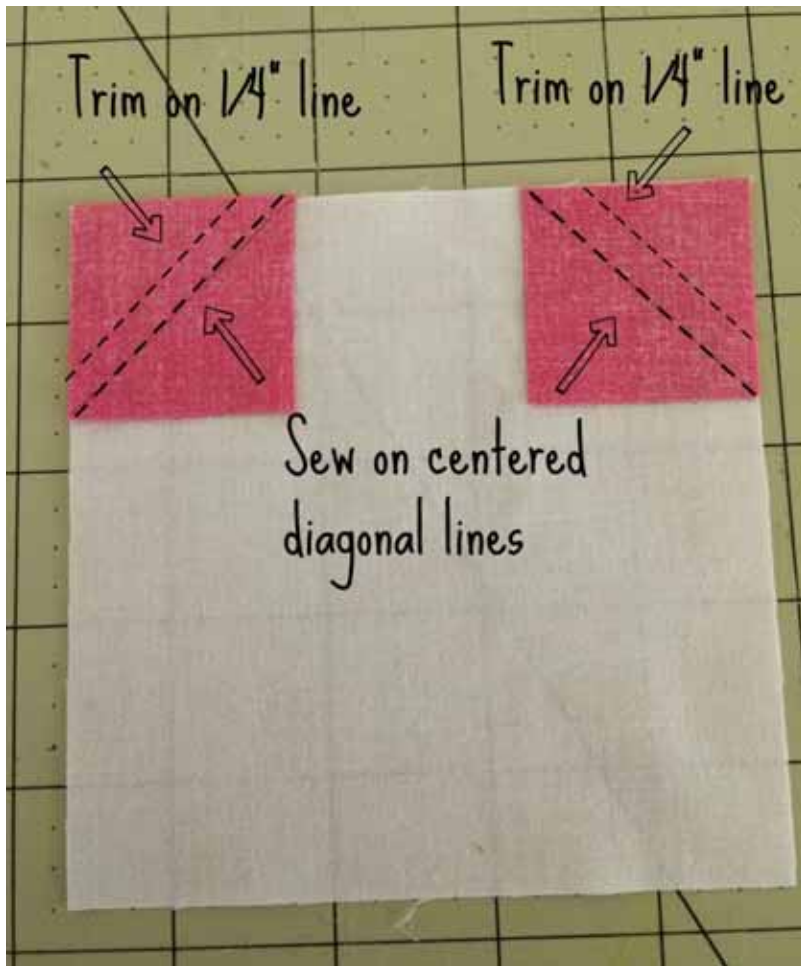 Trim on 1/4" line
Trim on 1/4" line
Sew on centered
diagonal lines